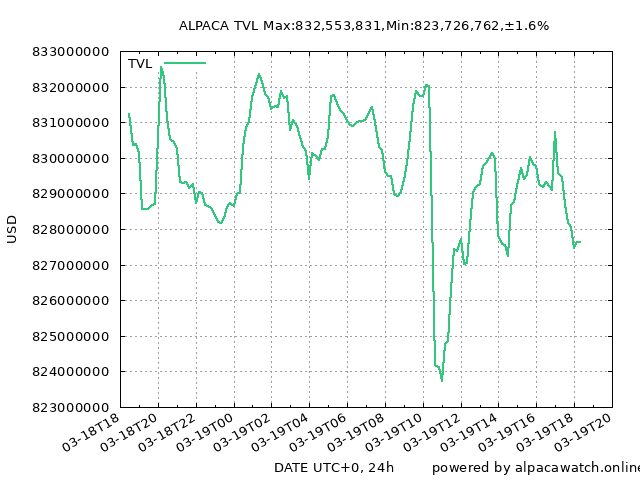 ALPACA TVL Max:832,553,831,Min:823,726,762,±1.6%
833000000
832000000
831000000
830000000
829000000
828000000
827000000
826000000
825000000
824000000
823000000
TVL
USD
03-18T18
03-18T20
03-18T22
03-19T00
03-19T02
03-19T04
03-19T06
03-19T08
03-19T10
03-19T12
03-19T14
03-19T16
03-19T18
03-19T20
DATE UTC+0, 24h
powered by alpacawatch.online